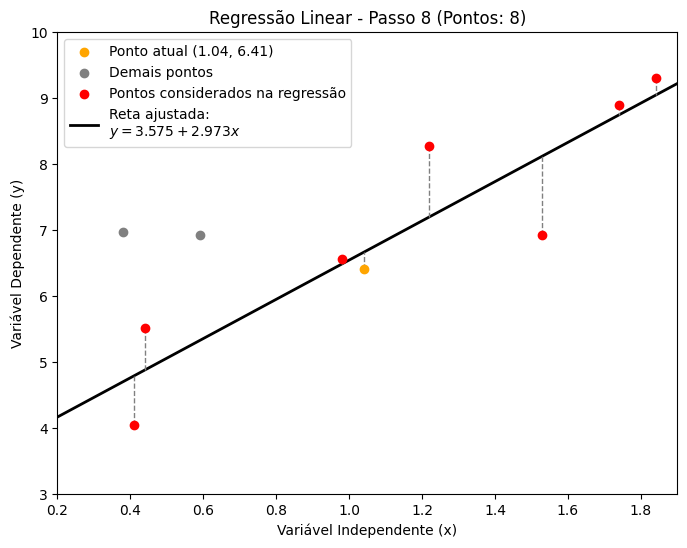 Regressão Linear - Passo 8 (Pontos: 8)
Ponto atual (1.04, 6.41)
Demais pontos
Pontos considerados na regressão
Reta ajustada:
y = 3.575 + 2.973x
Variável Dependente (y)
10
9
8
7
6
5
4
3
0.2 0.4 0.6 0.8 1.0 1.2 1.4 1.6 1.8
Variável Independente (x)